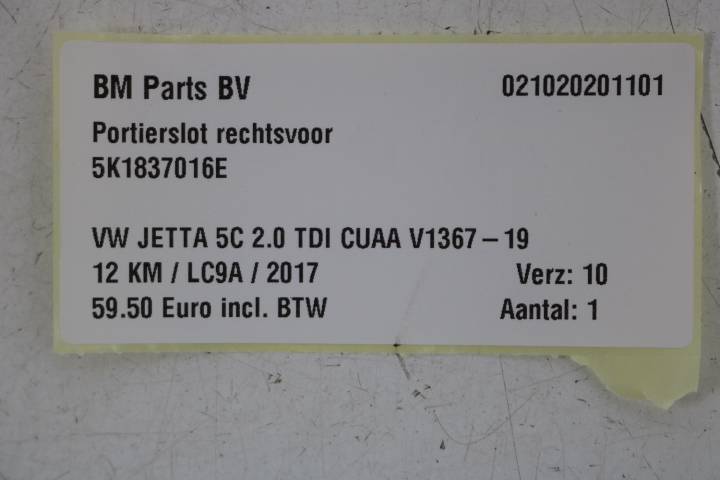 BM Parts BV 021020201101
Portierslot rechtsvoor
5K1837016E
VW JETTA 5C 2.0 TDI CUAA V1367 – 19
12 KM / LC9A / 2017 Verz: 10
59.50 Euro incl. BTW Aantal: 1